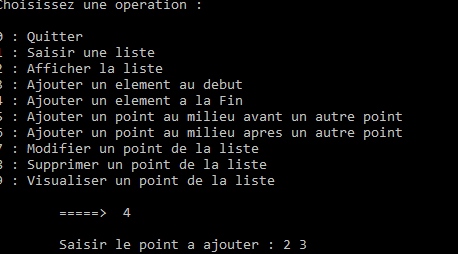 Choisissez une operation :
0 : Quitter
1 : Saisir une liste
2 : Afficher la liste
3 : Ajouter un element au debut
4 : Ajouter un element a la Fin
5 : Ajouter un point au milieu avant un autre point
6 : Ajouter un point au milieu apres un autre point
7 : Modifier un point de la liste
8 : Supprimer un point de la liste
9 : Visualiser un point de la liste
=====> 4
Saisir le point a ajouter : 2 3